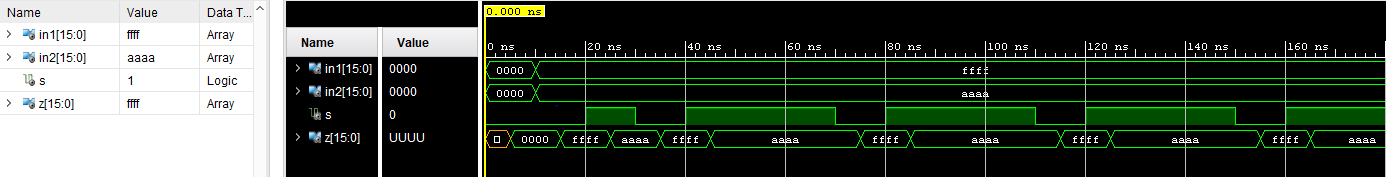 Name Value Data T...
in1[15:0] ffff Array
in2[15:0] aaaa Array
s 1 Logic
z[15:0] ffff Array
Name Value
in1[15:0] 0000
in2[15:0] 0000
s 0
z[15:0] UUUU
0.000 ns
0 ns 20 ns 40 ns 60 ns 80 ns 100 ns 120 ns 140 ns 160 ns
0000 ffff
0000 aaaa
0000 ffff aaaa ffff aaaa ffff aaaa ffff aaaa ffff aaaa